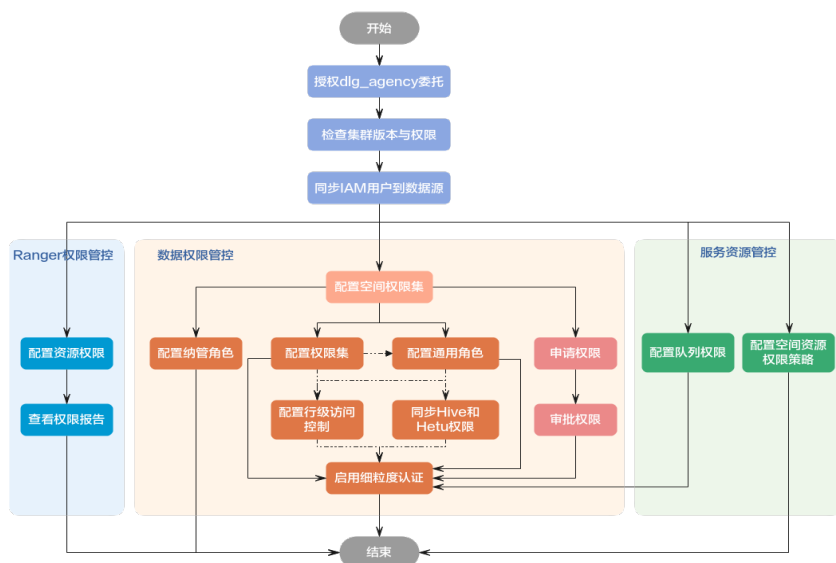 开始
授权dlg_agency委托
检查集群版本与权限
同步IAM用户到数据源
Ranger权限管控
数据权限管控
服务资源管控
配置空间权限集
配置资源权限
配置纳管角色
配置权限集
配置通用角色
申请权限
配置队列权限
配置空间资源
权限策略
查看权限报告
配置行级访问
控制
同步Hive和
Hetu权限
审批权限
启用细粒度认证
结束